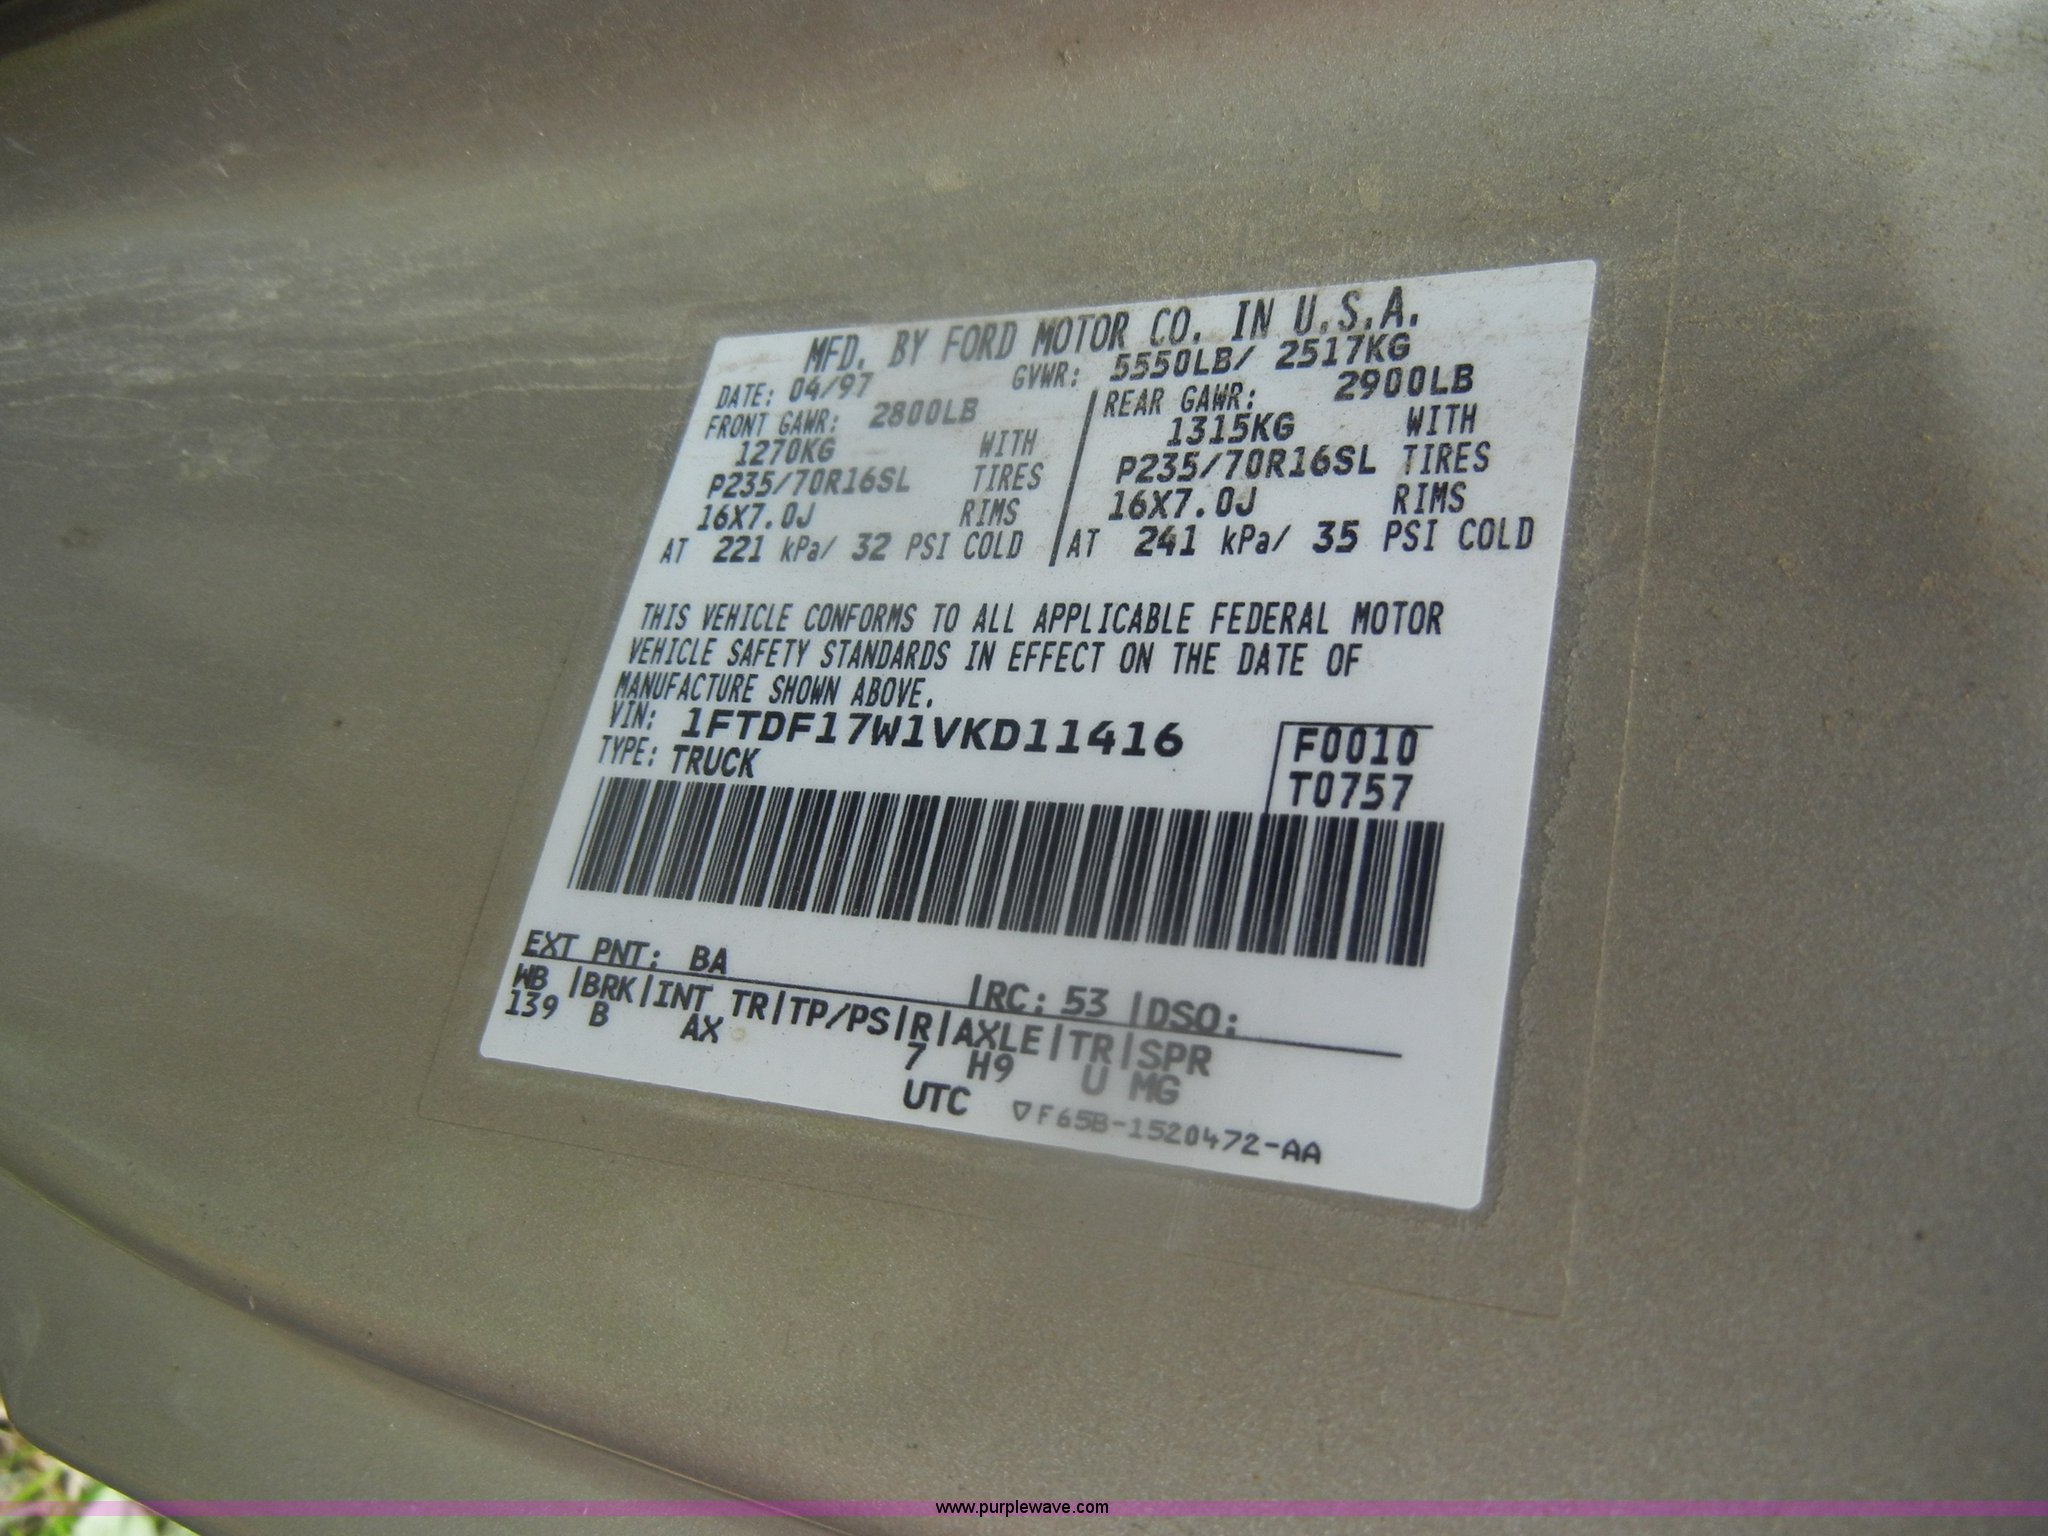 MFD. BY FORD MOTOR CO. IN U.S.A.
DATE: 04/97 GVWR: 5550LB/ 2517KG
FRONT GAWR: 2800LB
1270KG WITH
P235/70R16SL TIRES
16X7.0J RIMS
AT 221 kPa/ 32 PSI COLD
REAR GAWR: 2900LB
1315KG WITH
P235/70R16SL TIRES
16X7.0J RIMS
AT 241 kPa/ 35 PSI COLD
THIS VEHICLE CONFORMS TO ALL APPLICABLE FEDERAL MOTOR
VEHICLE SAFETY STANDARDS IN EFFECT ON THE DATE OF
MANUFACTURE SHOWN ABOVE.
VIN: 1FTDF17W1VKD11416
TYPE: TRUCK
F0010
T0757
EXT PNT: BA RC: 53 DSO:
WB |BRK|INT TR|TP/PS|R|AXLE|TR|SPR
139 B AX 7 H9 U MG
UTC ▽F65B-1520472-AA
www.purplewave.com